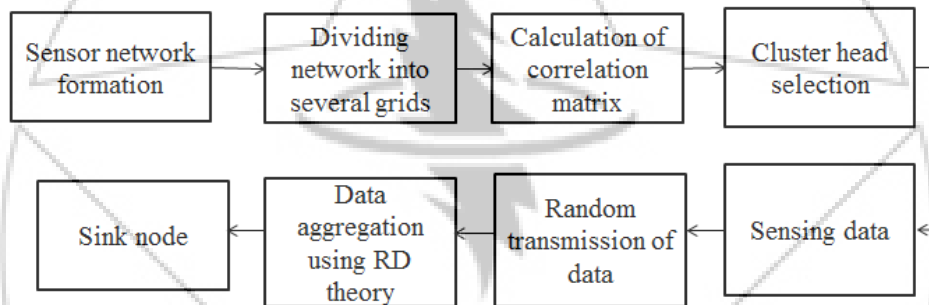 Sensor network
formation
Dividing
network into
several grids
Calculation of
correlation
matrix
Cluster head
selection
Sensing data
Random
transmission of
data
Data
aggregation
using RD
theory
Sink node